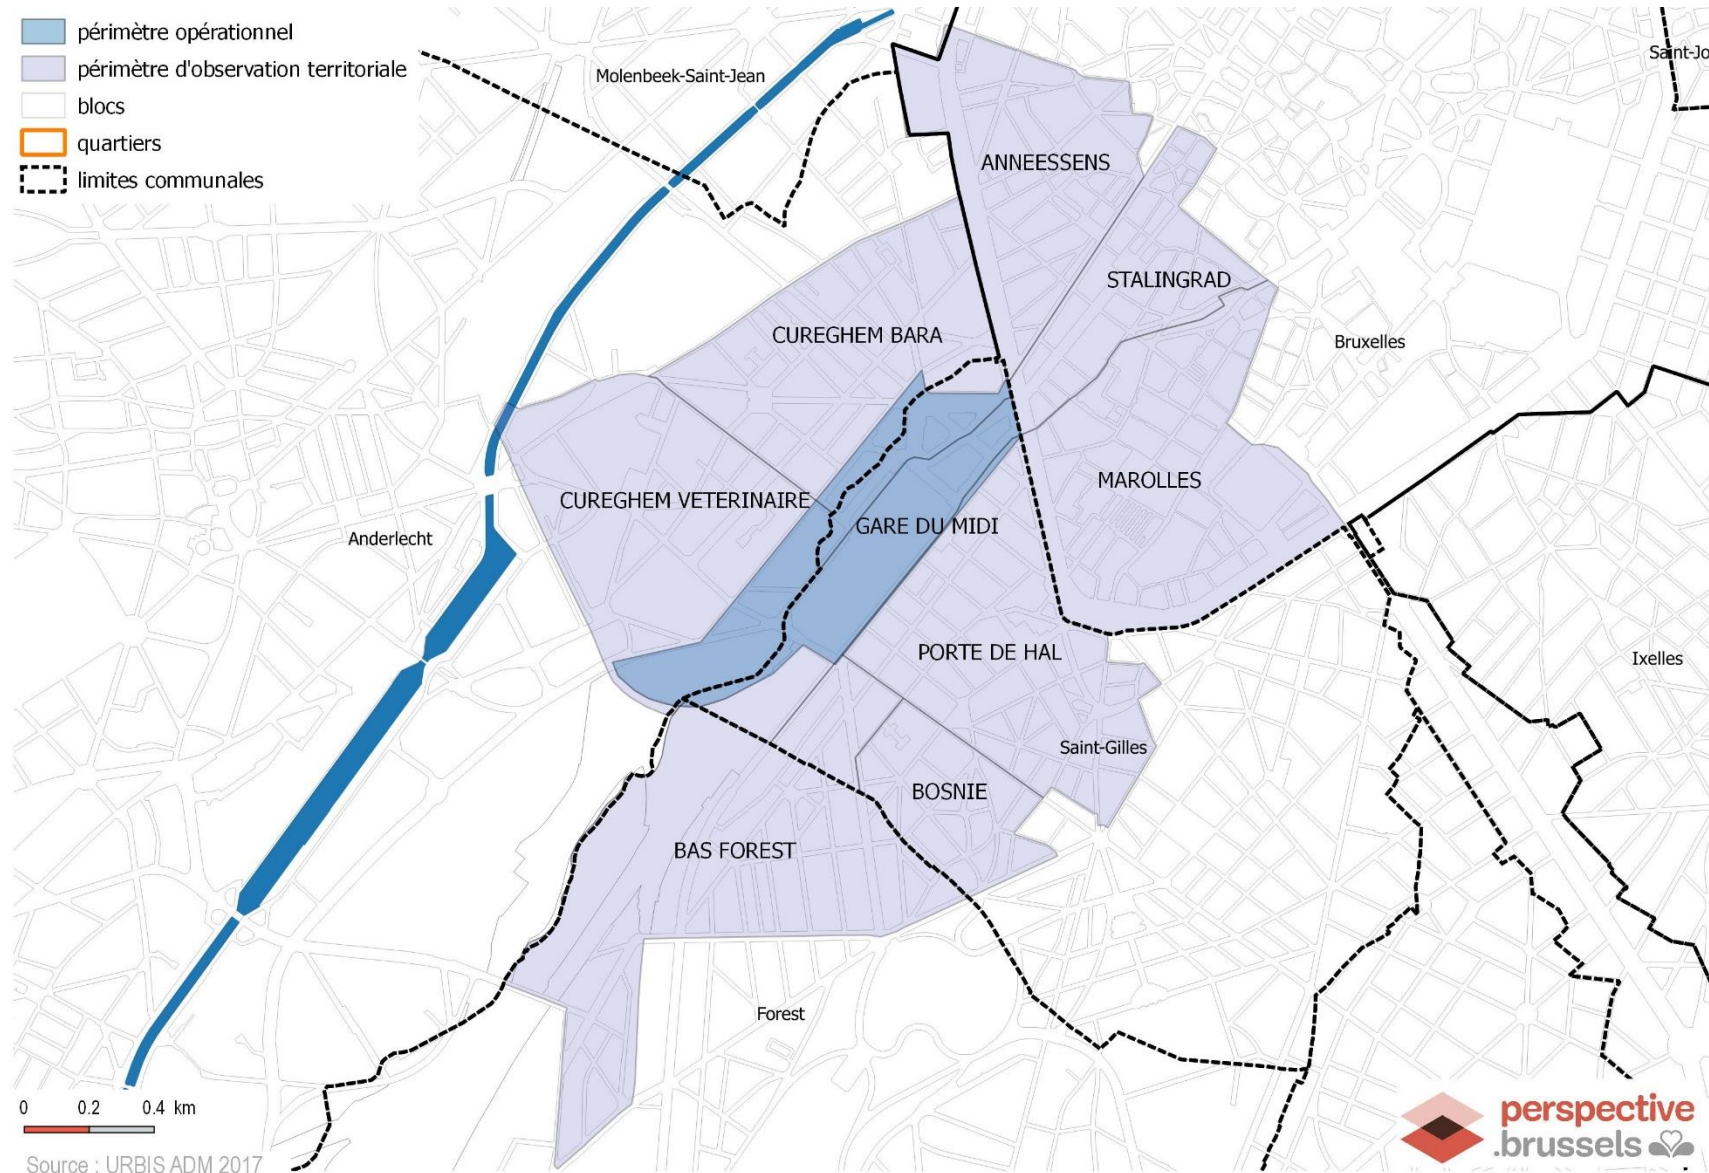 périmètre opérationnel
périmètre d'observation territoriale
blocs
quartiers
limites communales
Molenbeek-Saint-Jean
Saint-Jo
ANNEESSENS
STALINGRAD
CUREGHEM BARA
Bruxelles
MAROLLES
CUREGHEM VETERINAIRE
GARE DU MIDI
Anderlecht
PORTE DE HAL
Ixelles
Saint-Gilles
BOSNIE
BAS FOREST
Forest
0 0.2 0.4 km
Source : URBIS ADM 2017
perspective
.brussels